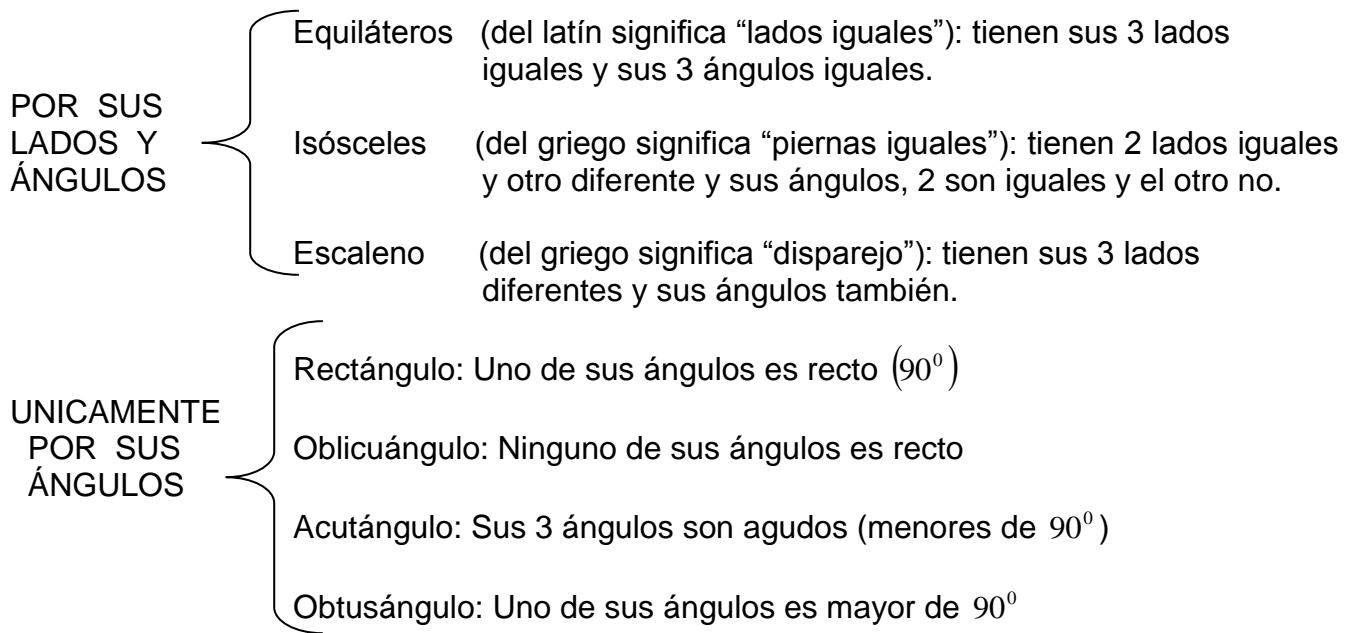 Equiláteros (del latín significa “lados iguales”): tienen sus 3 lados
iguales y sus 3 ángulos iguales.
POR SUS
LADOS Y
ÁNGULOS
Isósceles (del griego significa “piernas iguales”): tienen 2 lados iguales
y otro diferente y sus ángulos, 2 son iguales y el otro no.
Escaleno (del griego significa “disparejo”): tienen sus 3 lados
diferentes y sus ángulos también.
UNICAMENTE
POR SUS
ÁNGULOS
Rectángulo: Uno de sus ángulos es recto (90⁰)
Oblicuángulo: Ninguno de sus ángulos es recto
Acutángulo: Sus 3 ángulos son agudos (menores de 90⁰)
Obtusángulo: Uno de sus ángulos es mayor de 90⁰